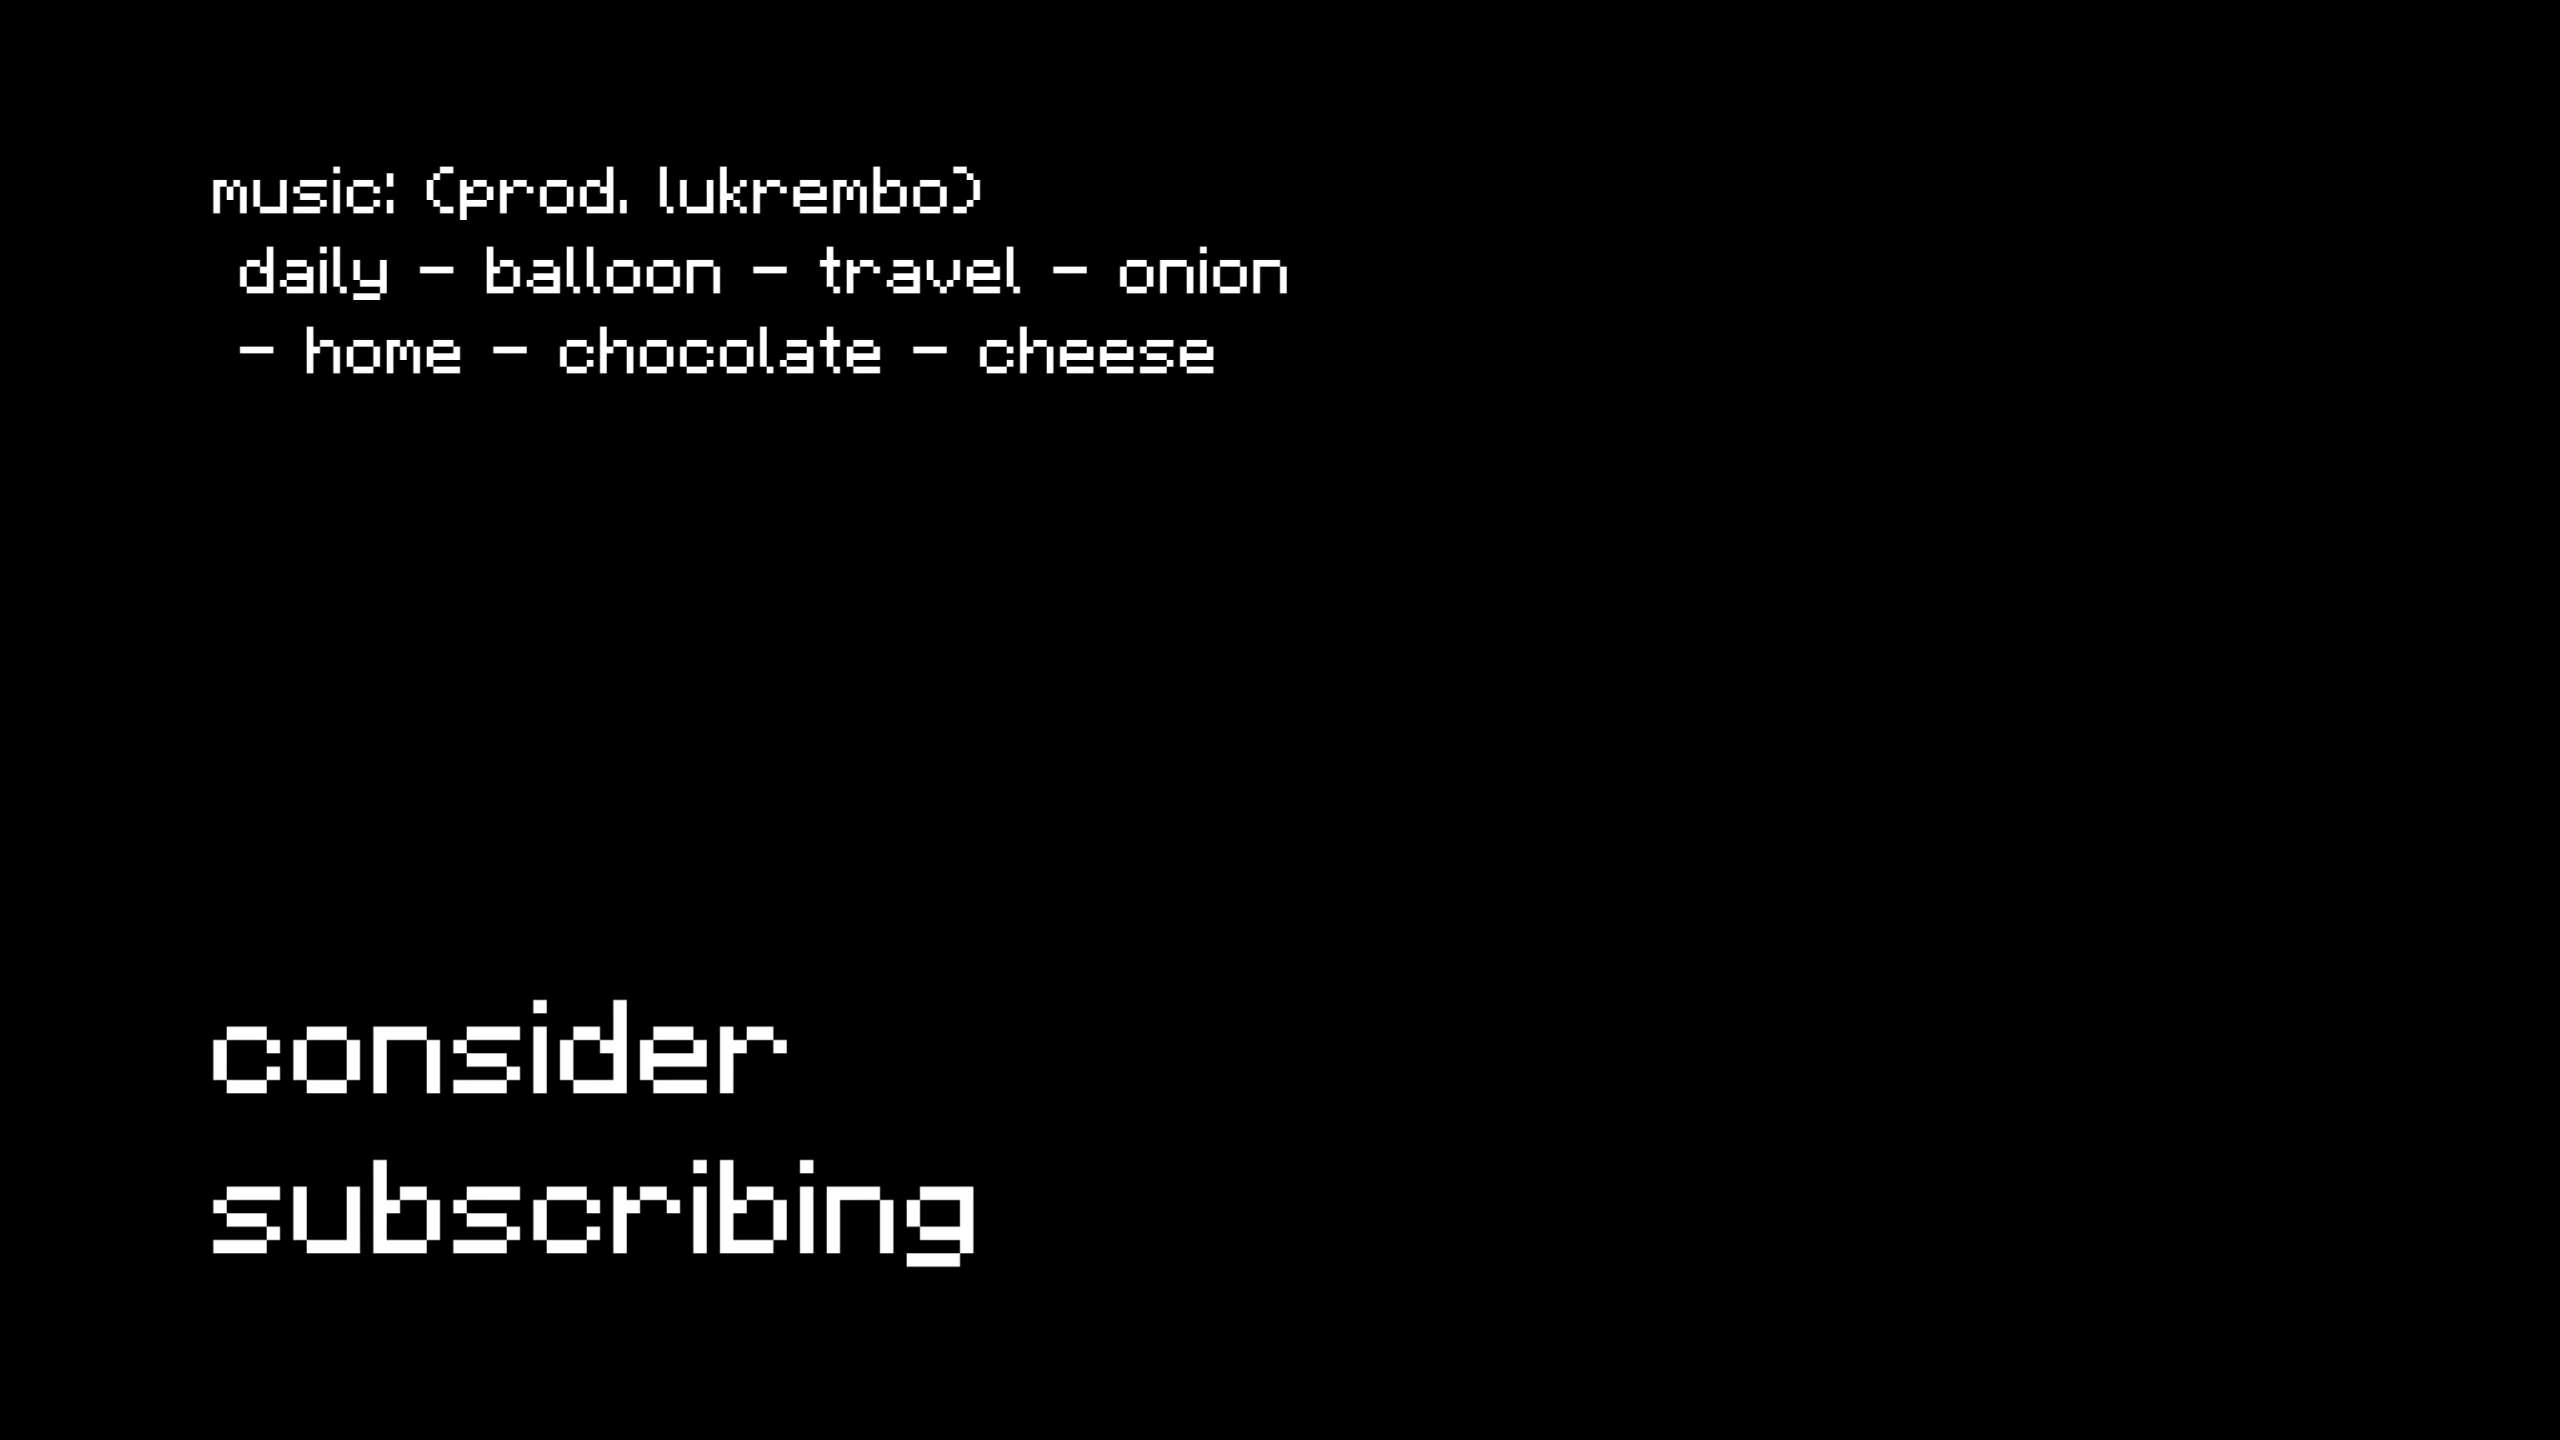 music: (prod. lukrembo)
daily - balloon - travel - onion
- home - chocolate - cheese
consider
subscribing